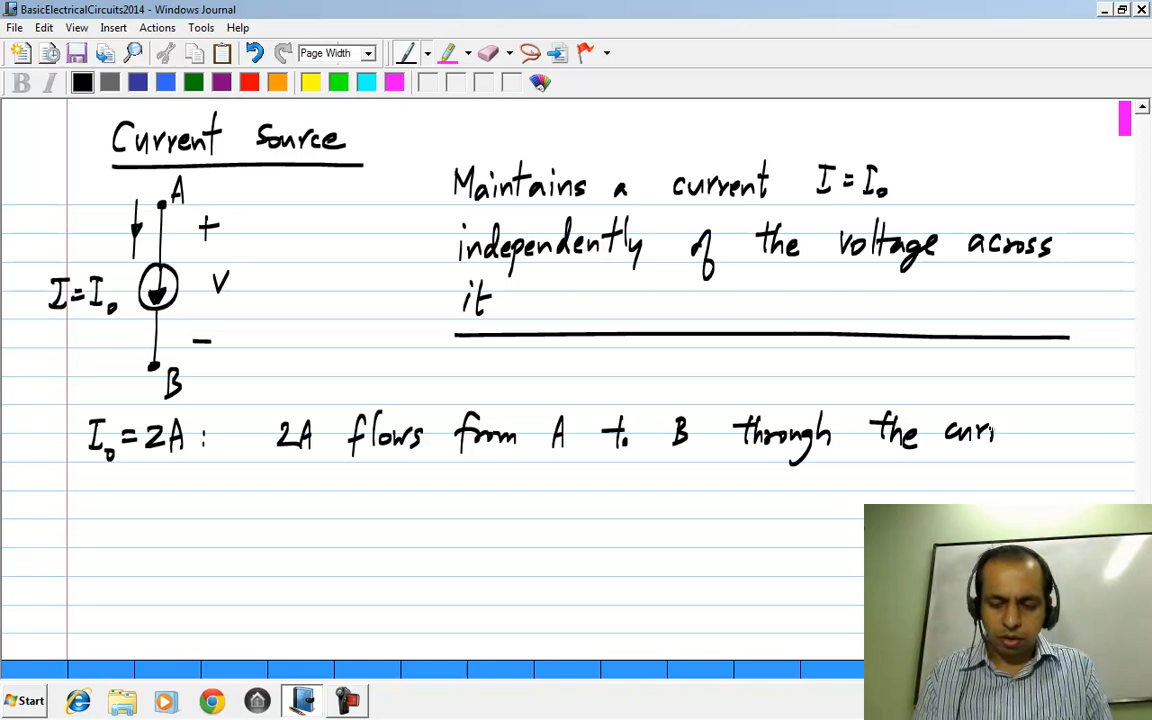 BasicElectricalCircuits2014 - Windows Journal
File Edit View Insert Actions Tools Help
Page Width
B I
Current source
A
+
I = I₀
V
-
B
Maintains a current I = I₀
independently of the voltage across
it
I₀ = 2A : 2A flows from A to B through the curr
Start